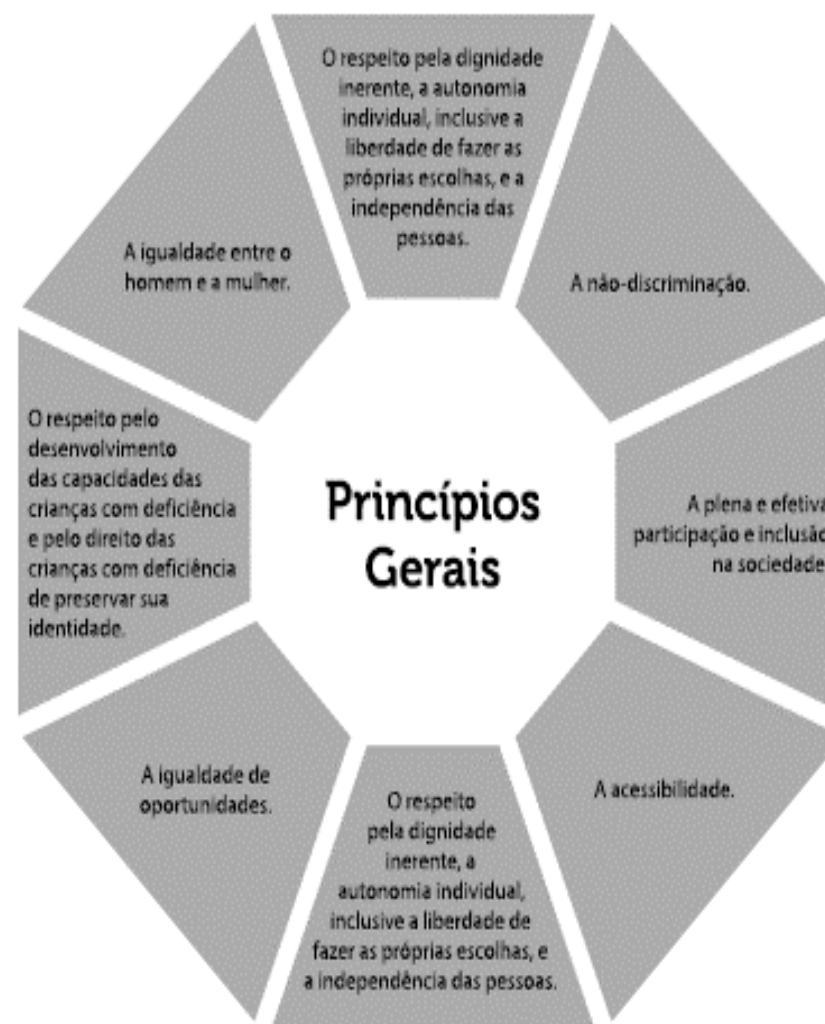 O respeito pela dignidade
inerente, a autonomia
individual, inclusive a
liberdade de fazer as
próprias escolhas, e a
independência das
pessoas.
A não-discriminação.
A plena e efetiva
participação e inclusão
na sociedade
A acessibilidade.
O respeito
pela dignidade
inerente, a
autonomia individual,
inclusive a liberdade de
fazer as próprias escolhas, e
a independência das pessoas.
A igualdade de
oportunidades.
O respeito pelo
desenvolvimento
das capacidades das
crianças com deficiência
e pelo direito das
crianças com deficiência
de preservar sua
identidade.
A igualdade entre o
homem e a mulher.
Princípios
Gerais